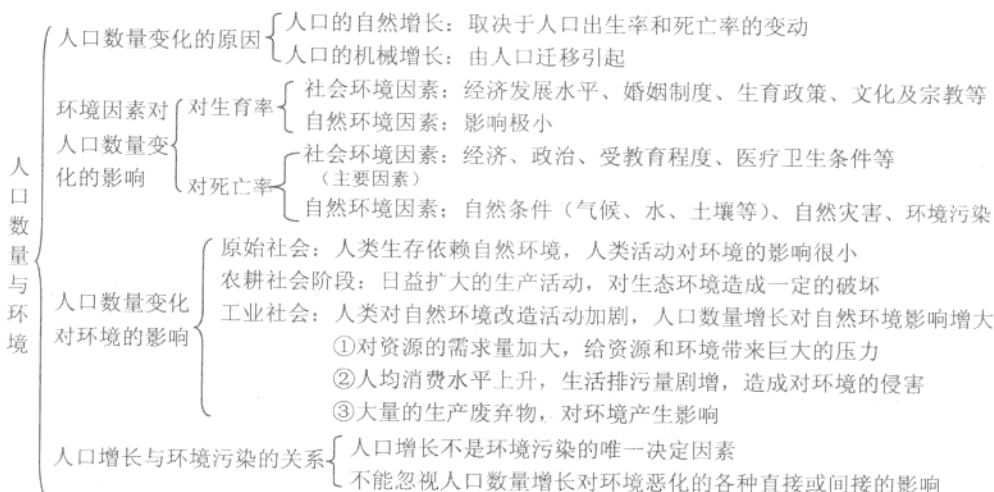 人口数量与环境
人口数量变化的原因
人口的自然增长：取决于人口出生率和死亡率的变动
人口的机械增长：由人口迁移引起
环境因素对
人口数量变
化的影响
对生育率
社会环境因素：经济发展水平、婚姻制度、生育政策、文化及宗教等
自然环境因素：影响极小
对死亡率
社会环境因素：经济、政治、受教育程度、医疗卫生条件等
（主要因素）
自然环境因素：自然条件（气候、水、土壤等）、自然灾害、环境污染
人口数量变化
对环境的影响
原始社会：人类生存依赖自然环境，人类活动对环境的影响很小
农耕社会阶段：日益扩大的生产活动，对生态环境造成一定的破坏
工业社会：人类对自然环境改造活动加剧，人口数量增长对自然环境影响增大
①对资源的需求量加大，给资源和环境带来巨大的压力
②人均消费水平上升，生活排污量剧增，造成对环境的侵害
③大量的生产废弃物，对环境产生影响
人口增长与环境污染的关系
人口增长不是环境污染的唯一决定因素
不能忽视人口数量增长对环境恶化的各种直接或间接的影响